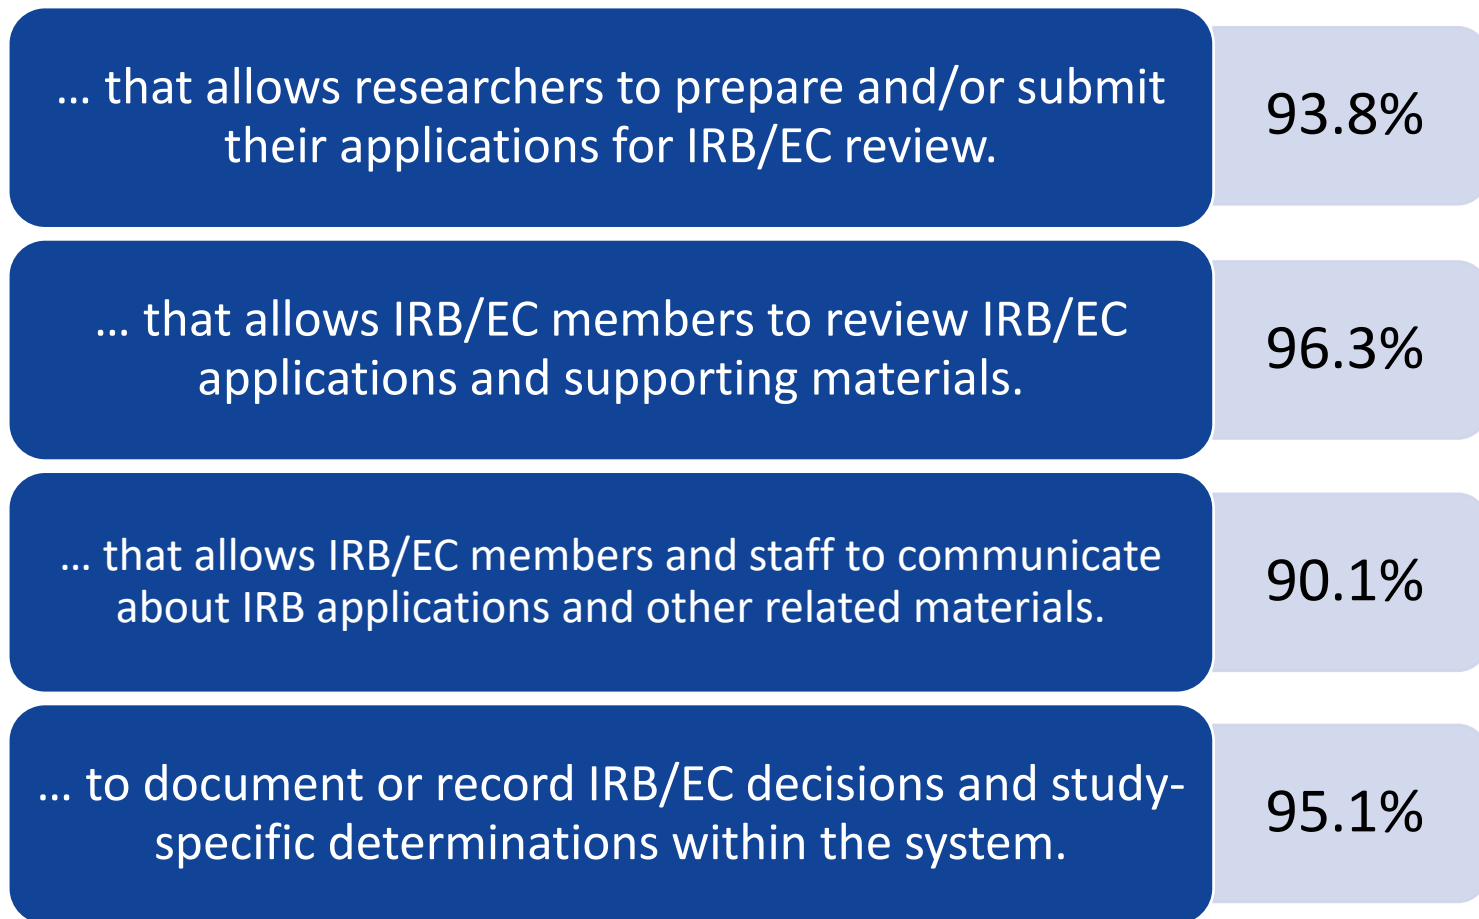 ... that allows researchers to prepare and/or submit
their applications for IRB/EC review.
93.8%
... that allows IRB/EC members to review IRB/EC
applications and supporting materials.
96.3%
... that allows IRB/EC members and staff to communicate
about IRB applications and other related materials.
90.1%
... to document or record IRB/EC decisions and study-
specific determinations within the system.
95.1%